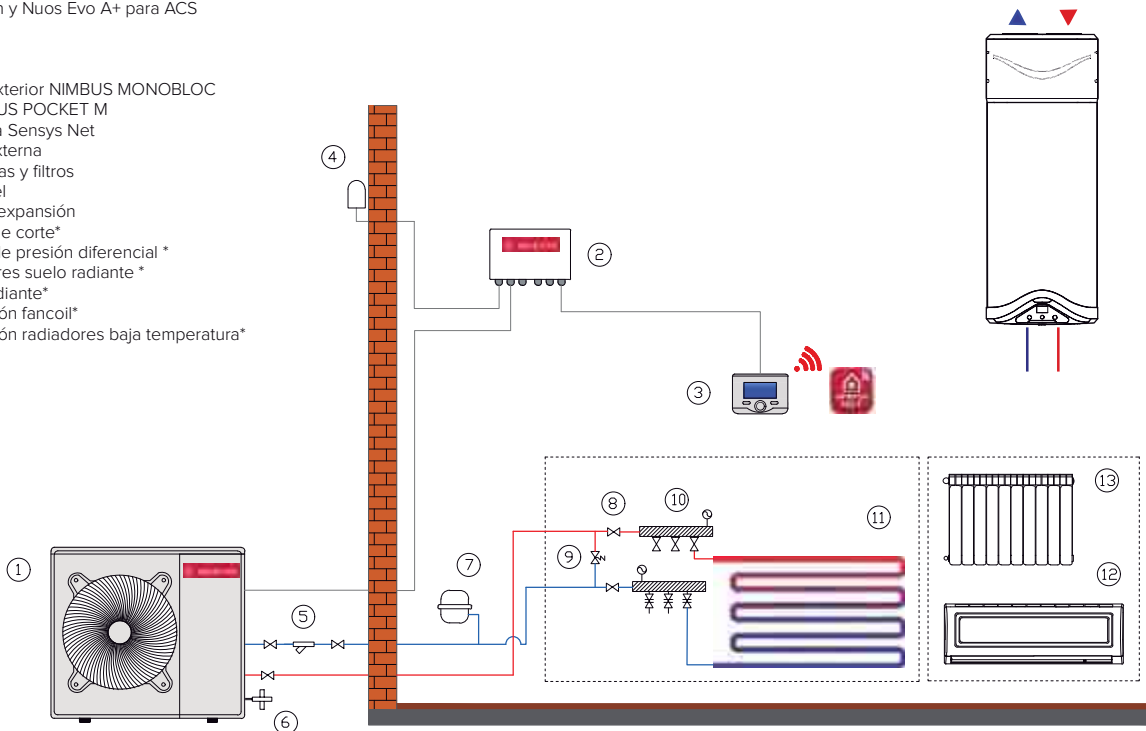 n y Nuos Evo A+ para ACS
xterior NIMBUS MONOBLOC
US POCKET M
a Sensys Net
xterna
as y filtros
el
expansión
e corte*
de presión diferencial *
res suelo radiante *
diante*
ón fancoil*
ón radiadores baja temperatura*
4
2
3
13
8
10
11
9
12
1
7
5
6